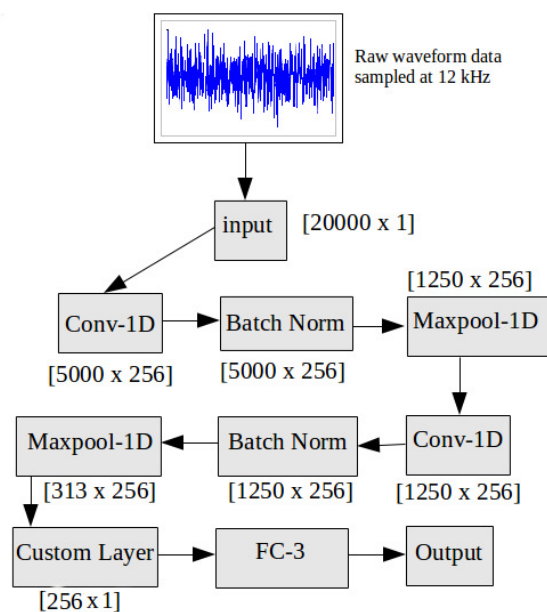 Raw waveform data
sampled at 12 kHz
input
[20000 x 1]
Conv-1D
[5000 x 256]
Batch Norm
[5000 x 256]
[1250 x 256]
Maxpool-1D
Conv-1D
[1250 x 256]
Batch Norm
[1250 x 256]
Maxpool-1D
[313 x 256]
Custom Layer
[256 x 1]
FC-3
Output